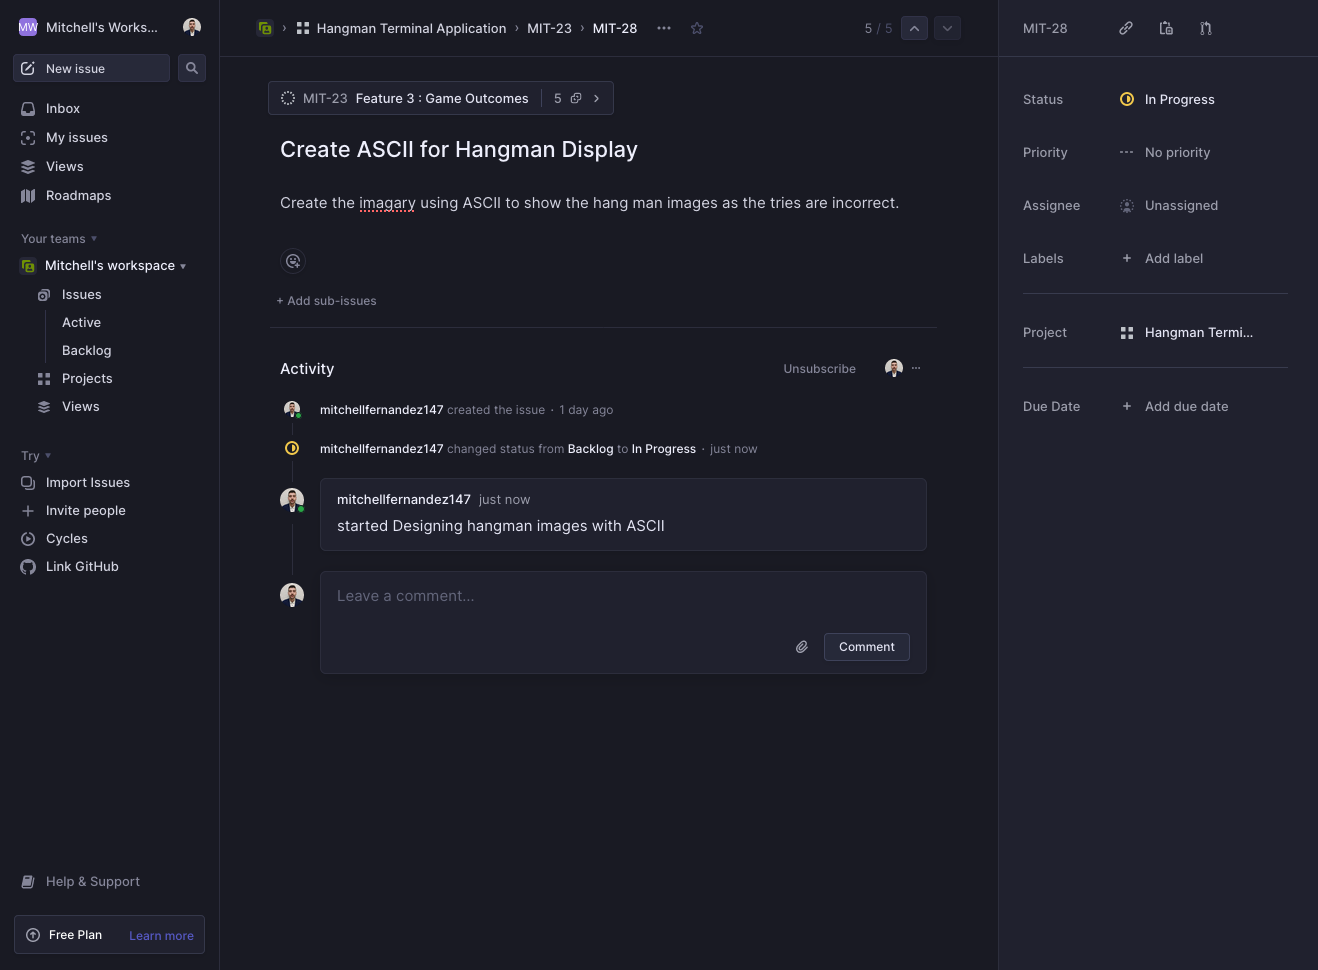 MW Mitchell's Works...
New issue
Inbox
My issues
Views
Roadmaps
Your teams
Mitchell's workspace
Issues
Active
Backlog
Projects
Views
Try
Import Issues
Invite people
Cycles
Link GitHub
Help & Support
Free Plan Learn more
› Hangman Terminal Application › MIT-23 › MIT-28 ···
5 / 5
MIT-23 Feature 3 : Game Outcomes 5 ›
Create ASCII for Hangman Display
Create the imagary using ASCII to show the hang man images as the tries are incorrect.
+ Add sub-issues
Activity
Unsubscribe ···
mitchellfernandez147 created the issue · 1 day ago
mitchellfernandez147 changed status from Backlog to In Progress · just now
mitchellfernandez147 just now
started Designing hangman images with ASCII
Leave a comment...
Comment
MIT-28
Status In Progress
Priority --- No priority
Assignee Unassigned
Labels + Add label
Project Hangman Termi...
Due Date + Add due date